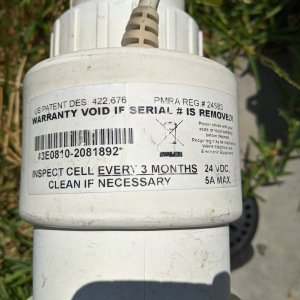 US PATENT DES. 422,676
PMRA REG.# 24583
WARRANTY VOID IF SERIAL # IS REMOVED!
*3E0810-2081892*
INSPECT CELL EVERY 3 MONTHS
CLEAN IF NECESSARY
24 VDC,
5A MAX.